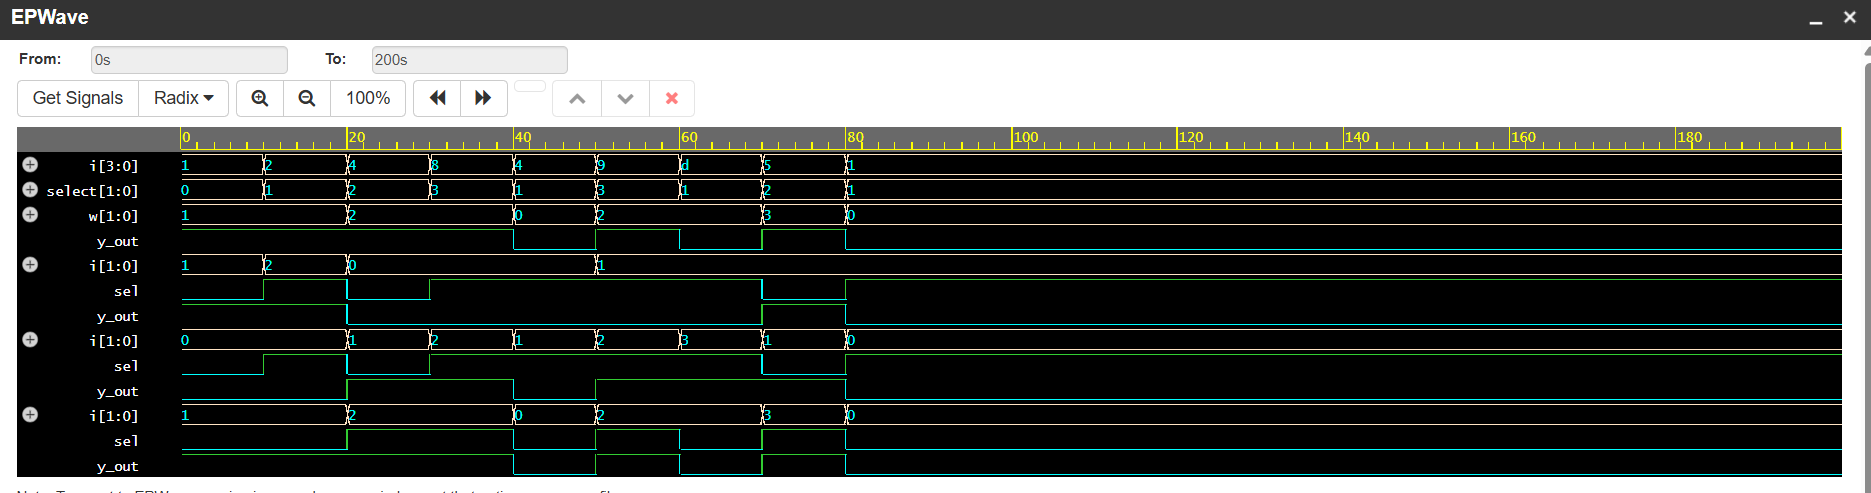 EPWave
From: 0s To: 200s
Get Signals Radix 100%
0 20 40 60 80 100 120 140 160 180
i[3:0] 1 2 4 8 4 9 d 5 1
select[1:0] 0 1 2 3 1 3 1 2 1
w[1:0] 1 2 0 2 3 0
y_out
i[1:0] 1 2 0 1
sel
y_out
i[1:0] 0 1 2 1 2 3 1 0
sel
y_out
i[1:0] 1 2 0 2 3 0
sel
y_out